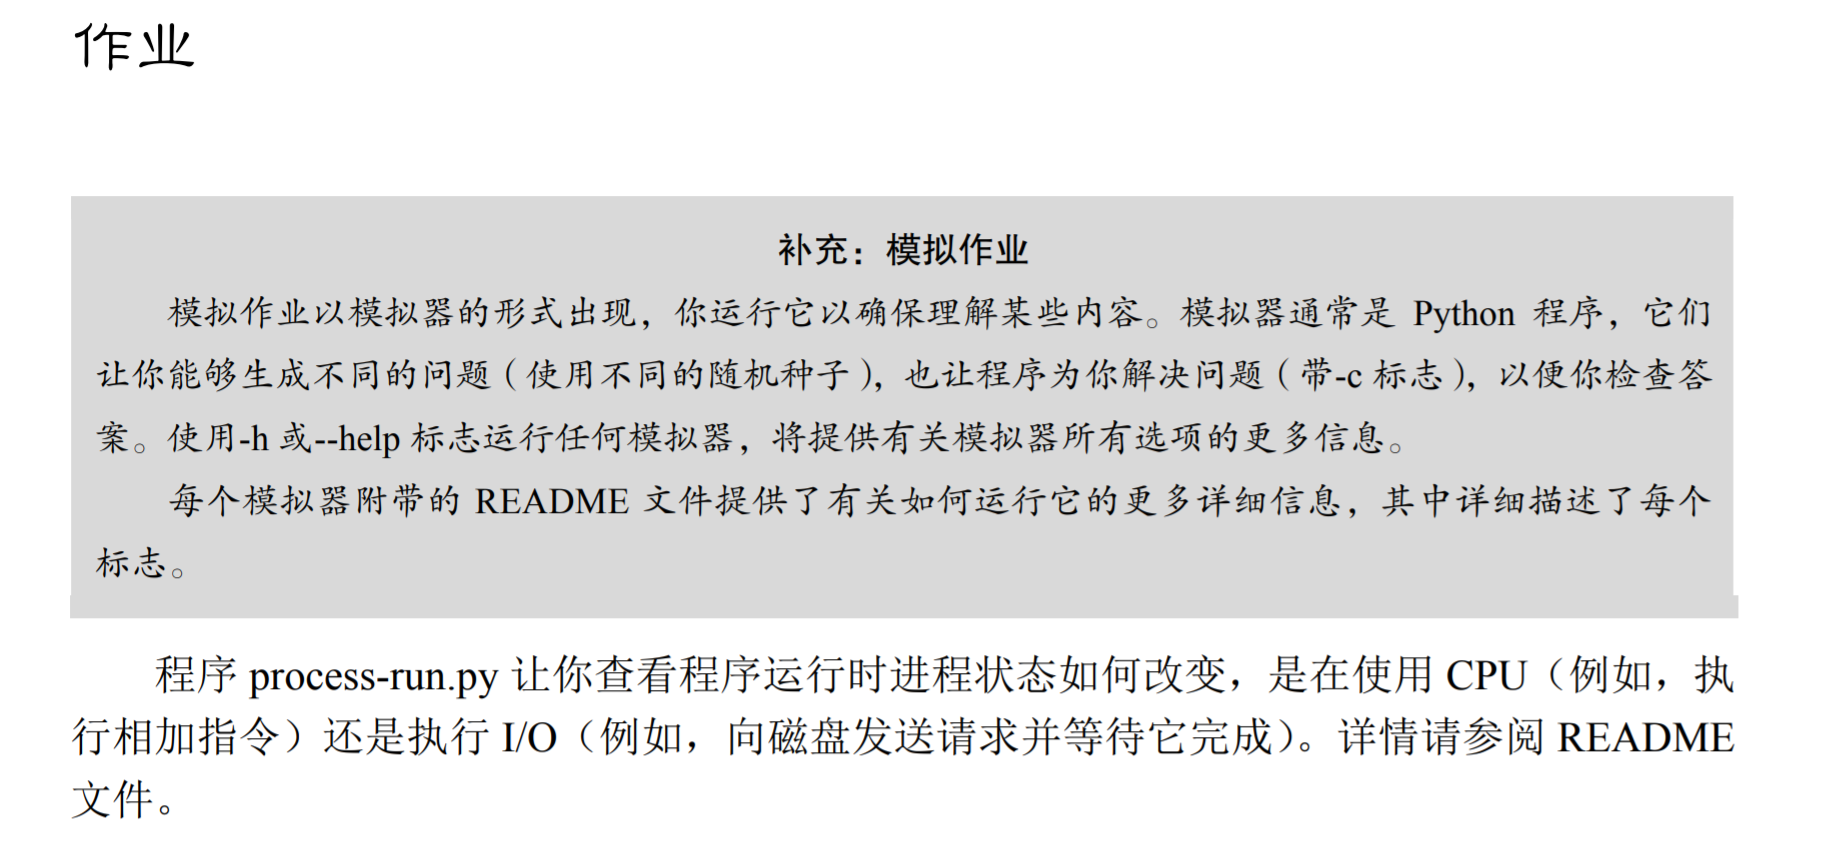 作业
补充：模拟作业
模拟作业以模拟器的形式出现，你运行它以确保理解某些内容。模拟器通常是 Python 程序，它们
让你能够生成不同的问题（使用不同的随机种子），也让程序为你解决问题（带-c 标志），以便你检查答
案。使用-h 或--help 标志运行任何模拟器，将提供有关模拟器所有选项的更多信息。
每个模拟器附带的 README 文件提供了有关如何运行它的更多详细信息，其中详细描述了每个
标志。
程序 process-run.py 让你查看程序运行时进程状态如何改变，是在使用 CPU（例如，执
行相加指令）还是执行 I/O（例如，向磁盘发送请求并等待它完成）。详情请参阅 README
文件。